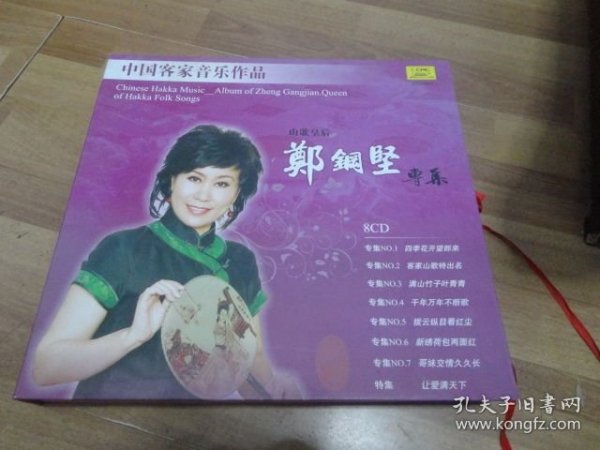 中国客家音乐作品
Chinese Hakka Music__Album of Zheng Gangjian.Queen
of Hakka Folk Songs
山歌皇后
鄭鋼堅
專集
8CD
专集NO.1 四季花开望郎来
专集NO.2 客家山歌特出名
专集NO.3 满山竹子叶青青
专集NO.4 千年万年不断歌
专集NO.5 拨云纵目看红尘
专集NO.6 新绣荷包两面红
专集NO.7 哥妹交情久久长
特集 让爱满天下
孔夫子旧书网
www.kongfz.com